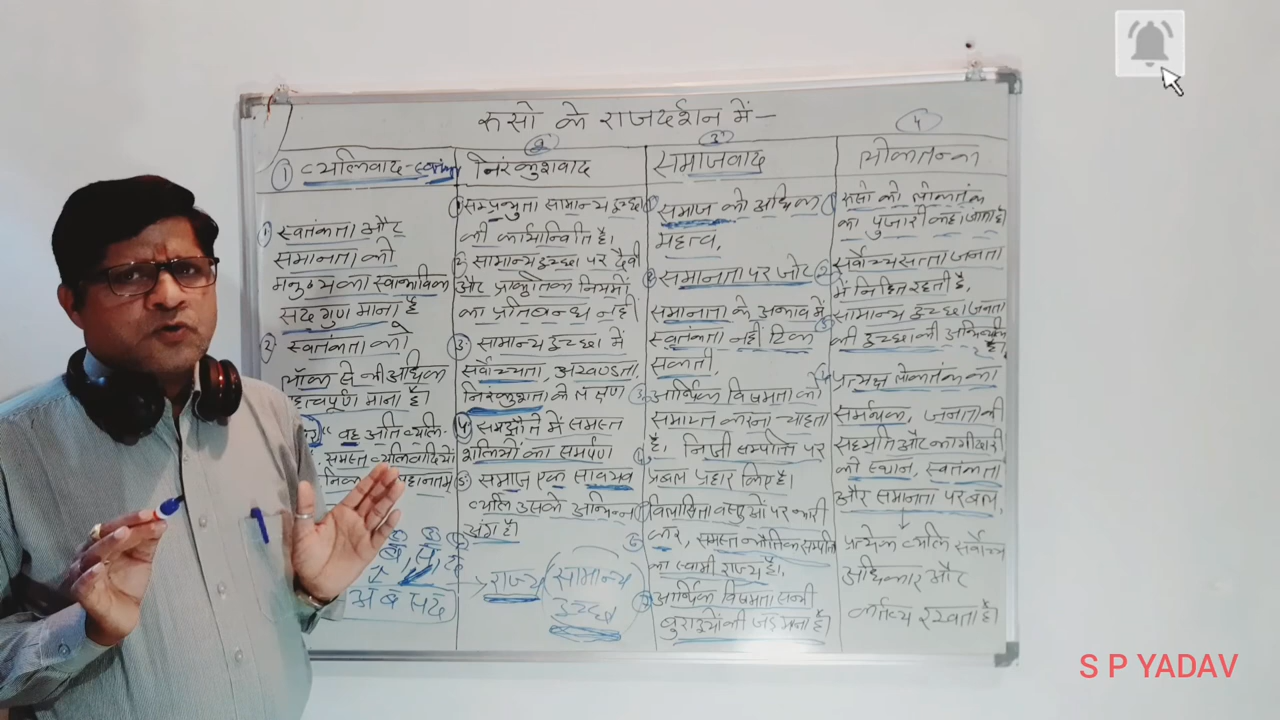 रूसो के राजदर्शन में —
① व्यक्तिवाद - स्वतंत्रता
① स्वतंत्रता और
समानता को
मनुष्य का स्वाभाविक
सद्गुण माना है
② स्वतंत्रता को
लॉक से भी अधिक
महत्वपूर्ण माना है।
" वह अति व्यक्ति-
समस्त व्यक्तिवादियों
ब, स, द
अ ब स द
②
निरंकुशवाद
① सम्प्रभुता सामान्य इच्छा
की कार्यान्विति है।
2. सामान्य इच्छा पर दैवी
और प्राकृतिक नियमों
का प्रतिबन्ध नहीं
③ सामान्य इच्छा में
सर्वोच्चता, अखण्डता,
निरंकुशता के लक्षण
④ समझौते में समस्त
शक्तियों का समर्पण
⑤ समाज एक सावयव
व्यक्ति उसके अभिन्न
अंग है।
→ राज्य (सामान्य
इच्छा
③
समाजवाद
① समाज को अधिक
महत्व,
② समानता पर जोर
समानता के अभाव में
स्वतंत्रता नहीं टिक
सकती,
③ आर्थिक विषमता को
समाप्त करना चाहता
है। निजी सम्पत्ति पर
प्रबल प्रहार किए है।
विलासिता वस्तुओं पर भारी
कर, समस्त भौतिक सम्पत्ति
का स्वामी राज्य है।
आर्थिक विषमता सभी
बुराइयों की जड़ माना है।
4
लोकतन्त्र
① रूसो को लोकतंत्र
का पुजारी कहा जाता है।
② सर्वोच्च सत्ता जनता
में निहित रहती है,
③ सामान्य इच्छा जनता
की इच्छा की अभिव्यक्ति
है।
प्रत्यक्ष लोकतंत्र का
समर्थक, जनता की
सहमति और भागीदारी
को स्थान, स्वतंत्रता
और समानता पर बल,
↓
प्रत्येक व्यक्ति सर्वोच्च
अधिकार और
कर्तव्य रखता है।
S P YADAV